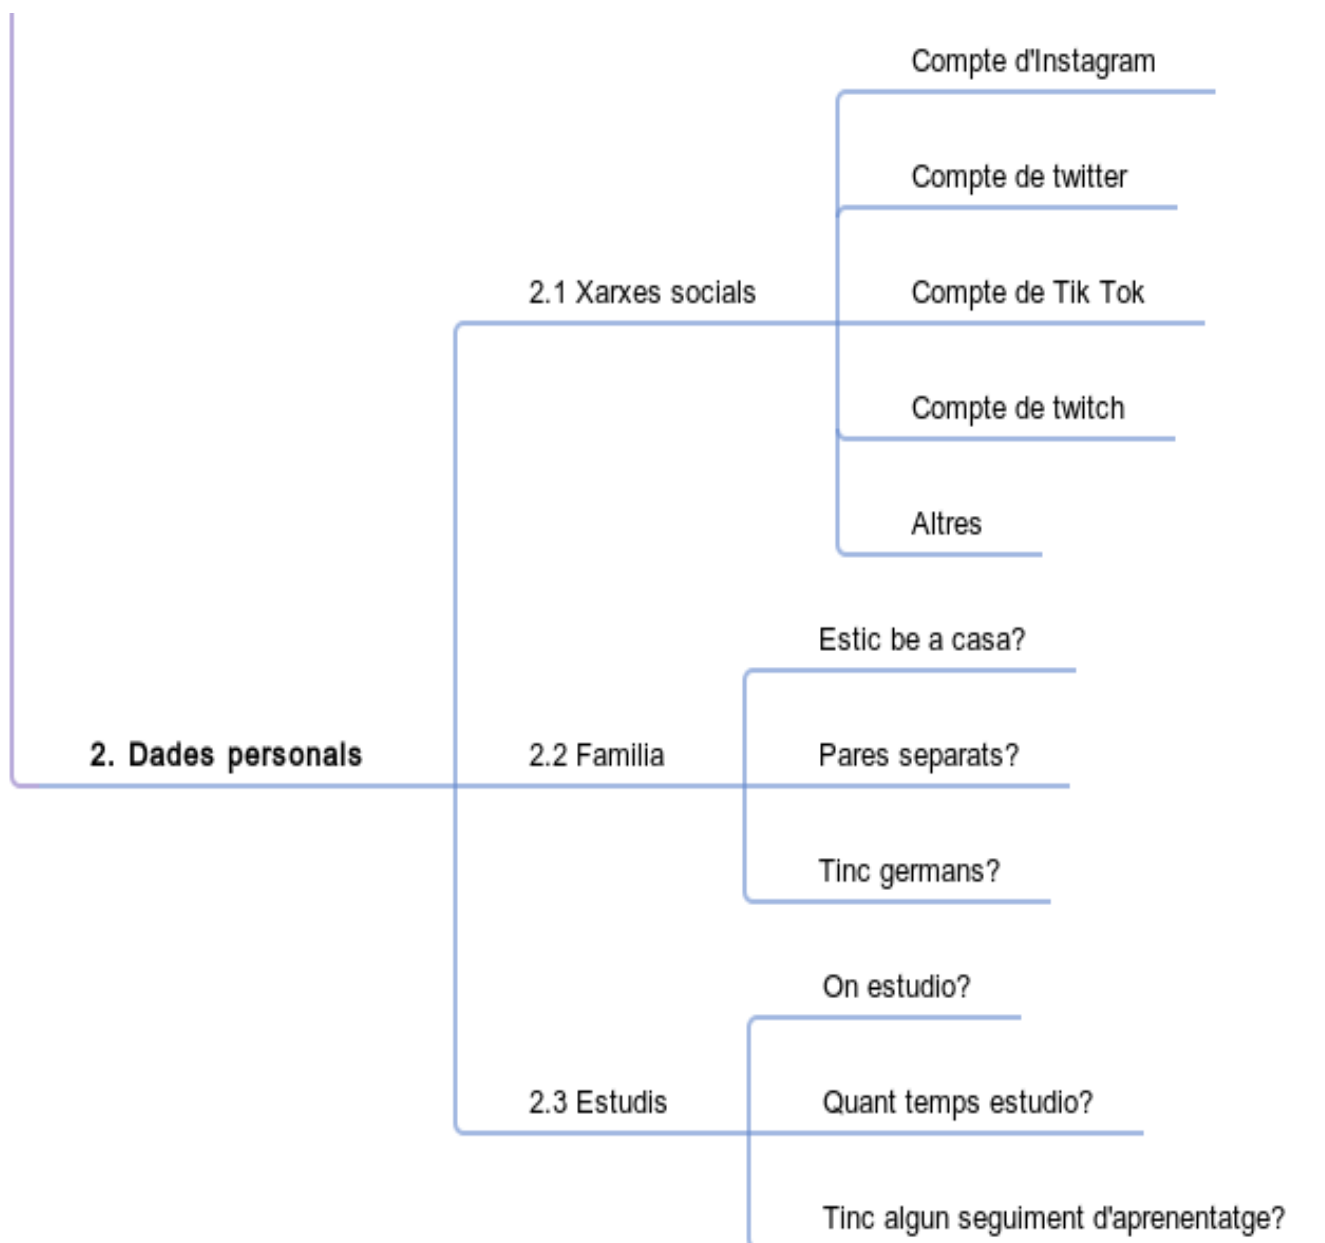 2. Dades personals
2.1 Xarxes socials
Compte d'Instagram
Compte de twitter
Compte de Tik Tok
Compte de twitch
Altres
2.2 Familia
Estic be a casa?
Pares separats?
Tinc germans?
2.3 Estudis
On estudio?
Quant temps estudio?
Tinc algun seguiment d'aprenentatge?